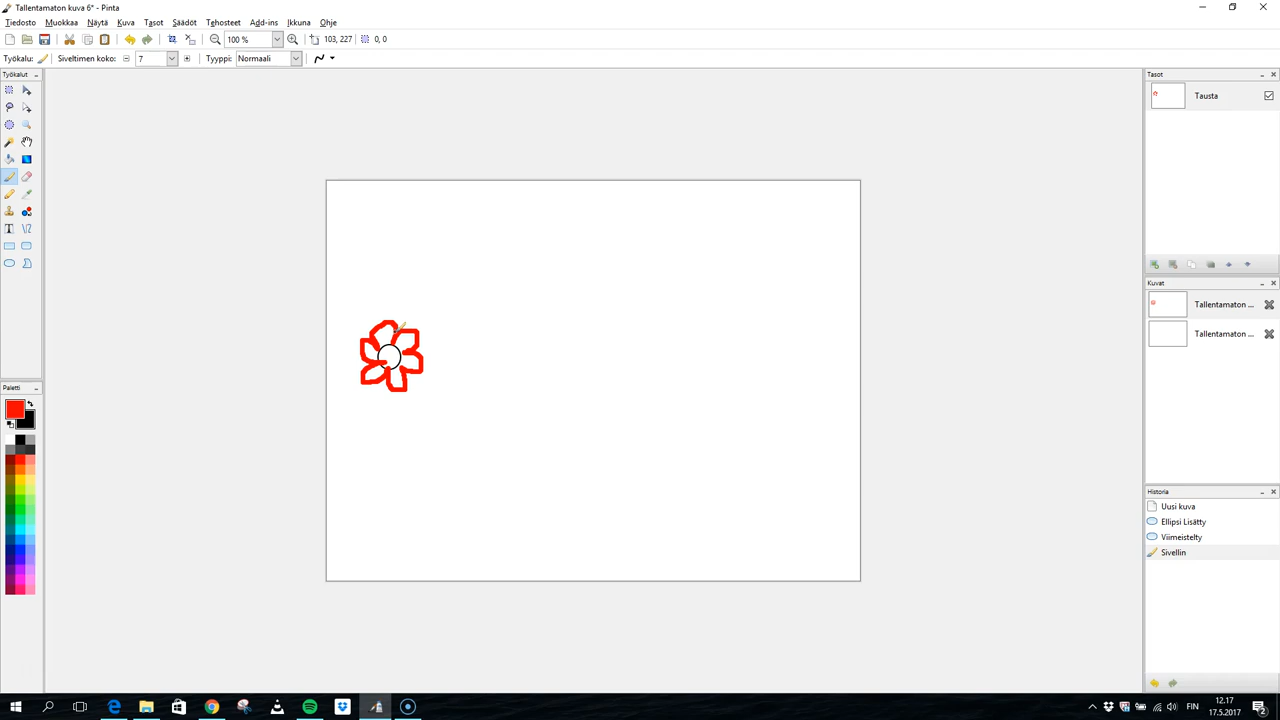 Tallentamaton kuva 6* - Pinta
Tiedosto Muokkaa Näytä Kuva Tasot Säädöt Tehosteet Add-ins Ikkuna Ohje
100 % 103, 227 0, 0
Työkalu: Siveltimen koko: 7 Tyyppi: Normaali
Työkalut
Tasot
Tausta
Kuvat
Tallentamaton ...
Tallentamaton ...
Paletti
Historia
Uusi kuva
Ellipsi Lisätty
Viimeistelty
Sivellin
FIN
12.17
17.5.2017
2